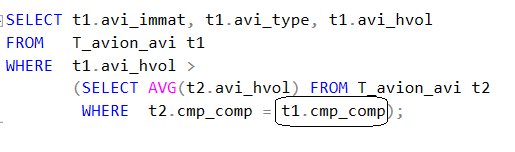 SELECT t1.avi_immat, t1.avi_type, t1.avi_hvol
FROM T_avion_avi t1
WHERE t1.avi_hvol >
(SELECT AVG(t2.avi_hvol) FROM T_avion_avi t2
WHERE t2.cmp_comp = t1.cmp_comp);